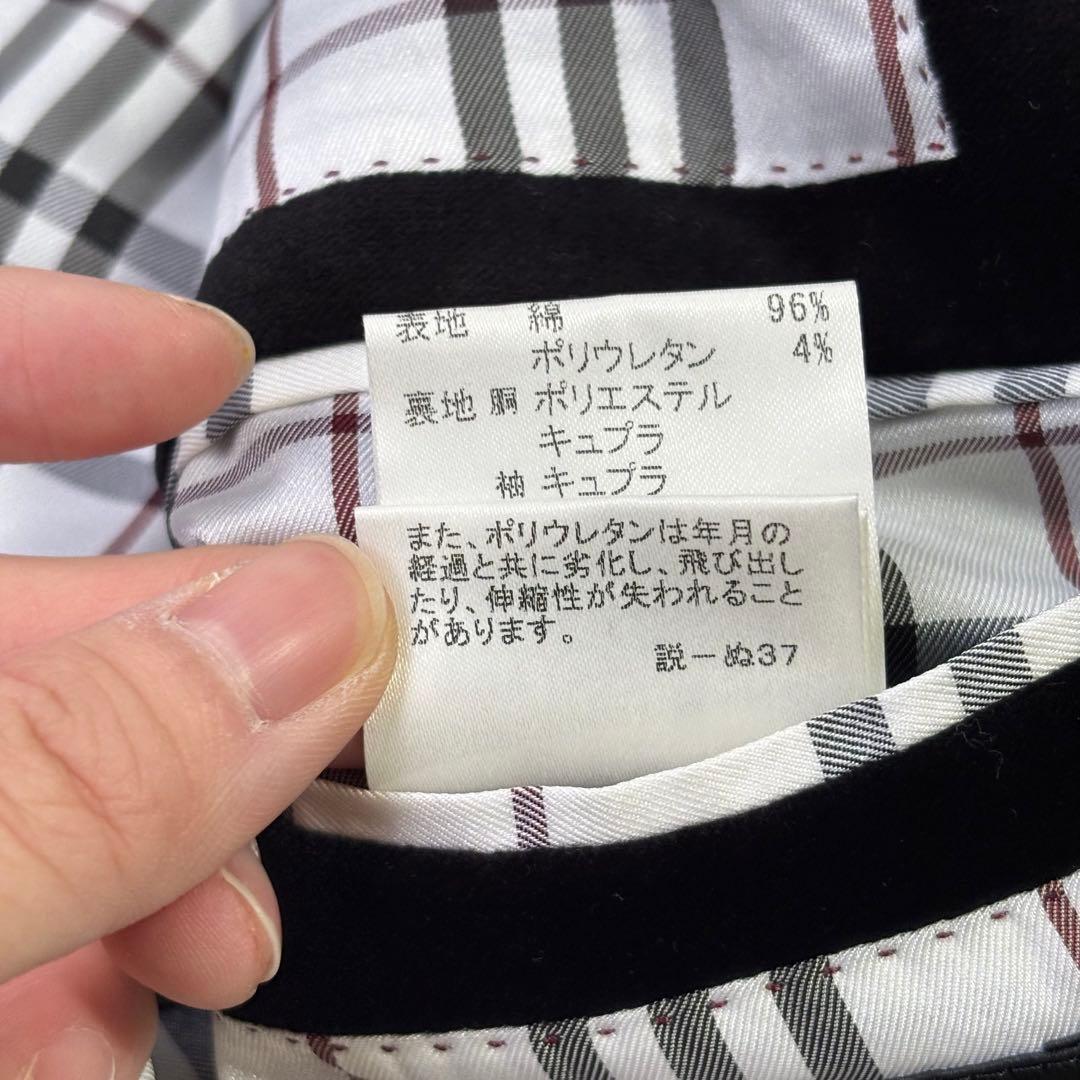 表地 綿 96%
ポリウレタン 4%
裏地 胴 ポリエステル
キュプラ
袖 キュプラ
また、ポリウレタンは年月の
経過と共に劣化し、飛び出し
たり、伸縮性が失われること
があります。
説ーぬ37